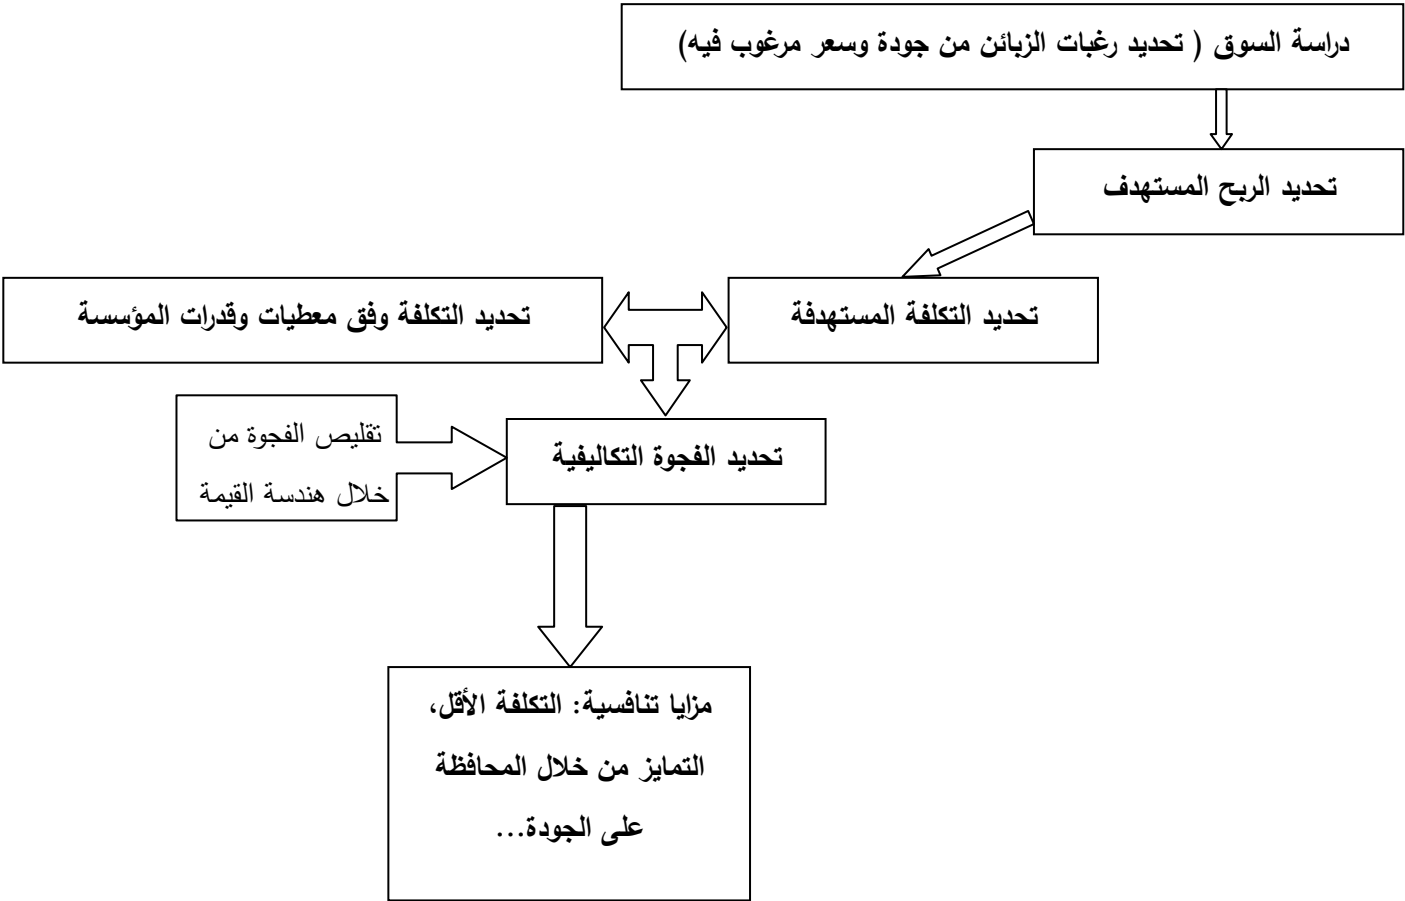 دراسة السوق ( تحديد رغبات الزبائن من جودة وسعر مرغوب فيه)
تحديد الربح المستهدف
تحديد التكلفة المستهدفة
تحديد التكلفة وفق معطيات وقدرات المؤسسة
تقليص الفجوة من
خلال هندسة القيمة
تحديد الفجوة التكاليفية
مزايا تنافسية: التكلفة الأقل،
التمايز من خلال المحافظة
على الجودة...